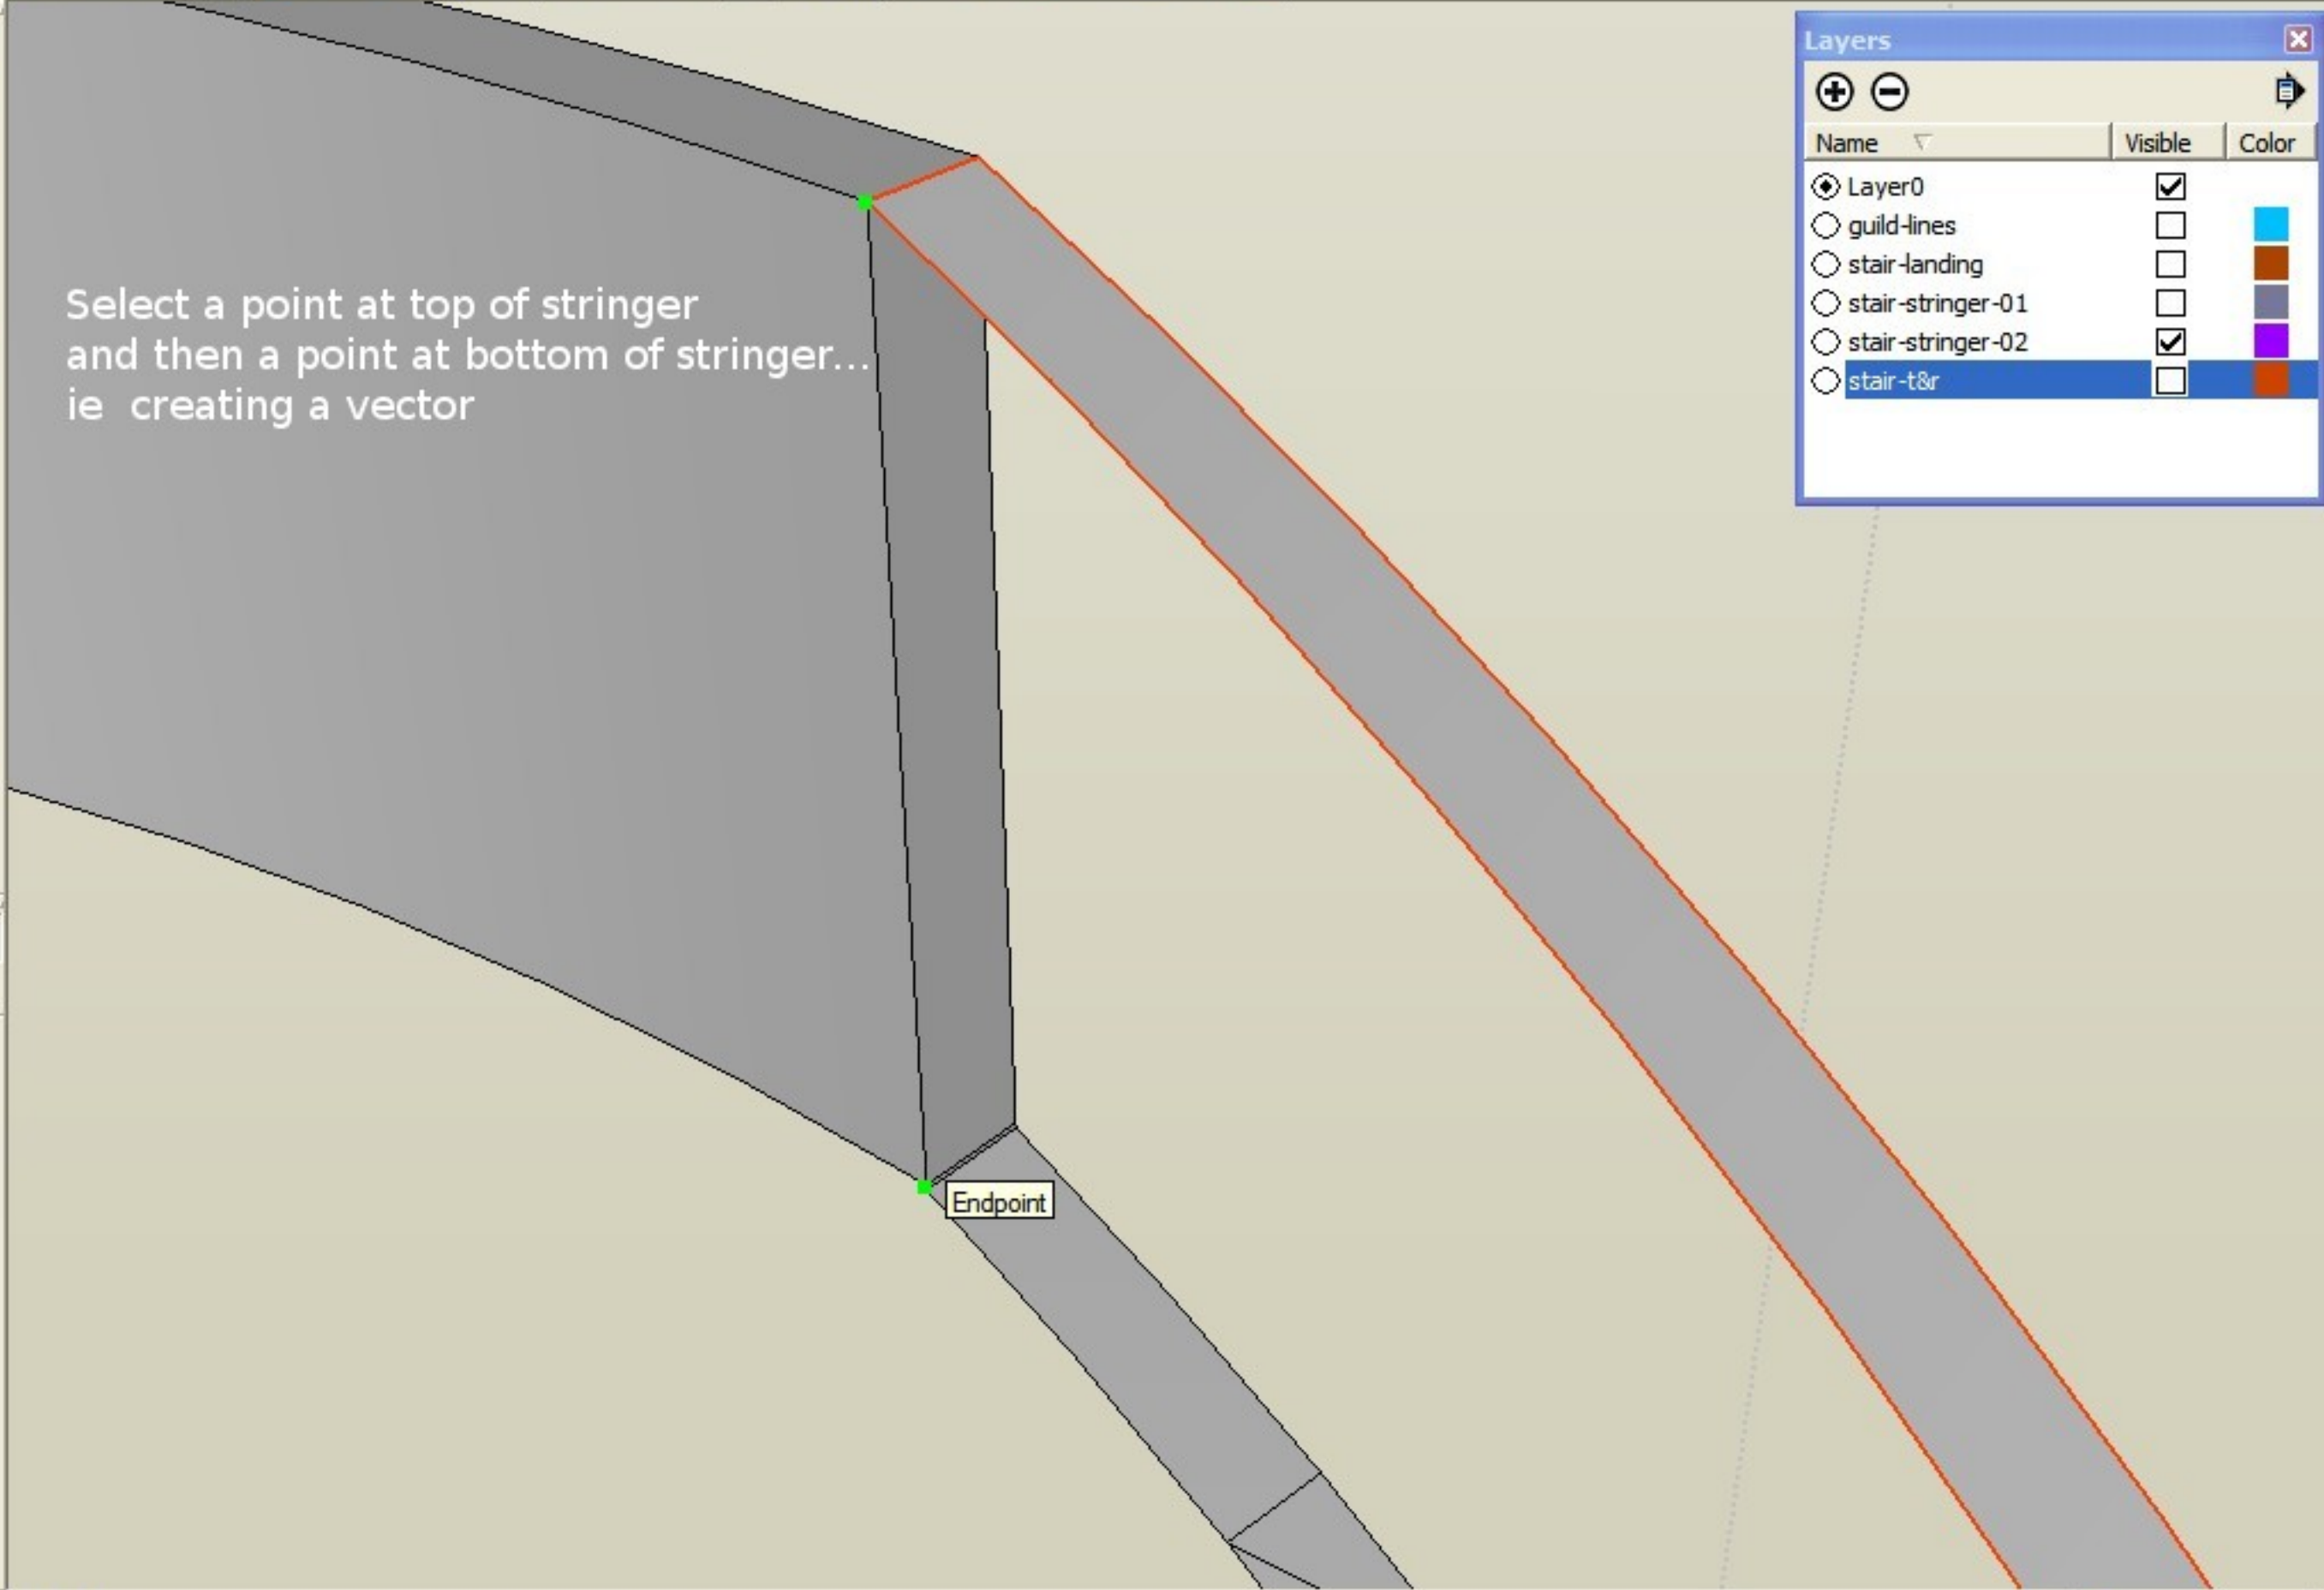 Layers
Name Visible Color
Layer0
guild-lines
stair-landing
stair-stringer-01
stair-stringer-02
stair-t&r
Select a point at top of stringer
and then a point at bottom of stringer...
ie creating a vector
Endpoint